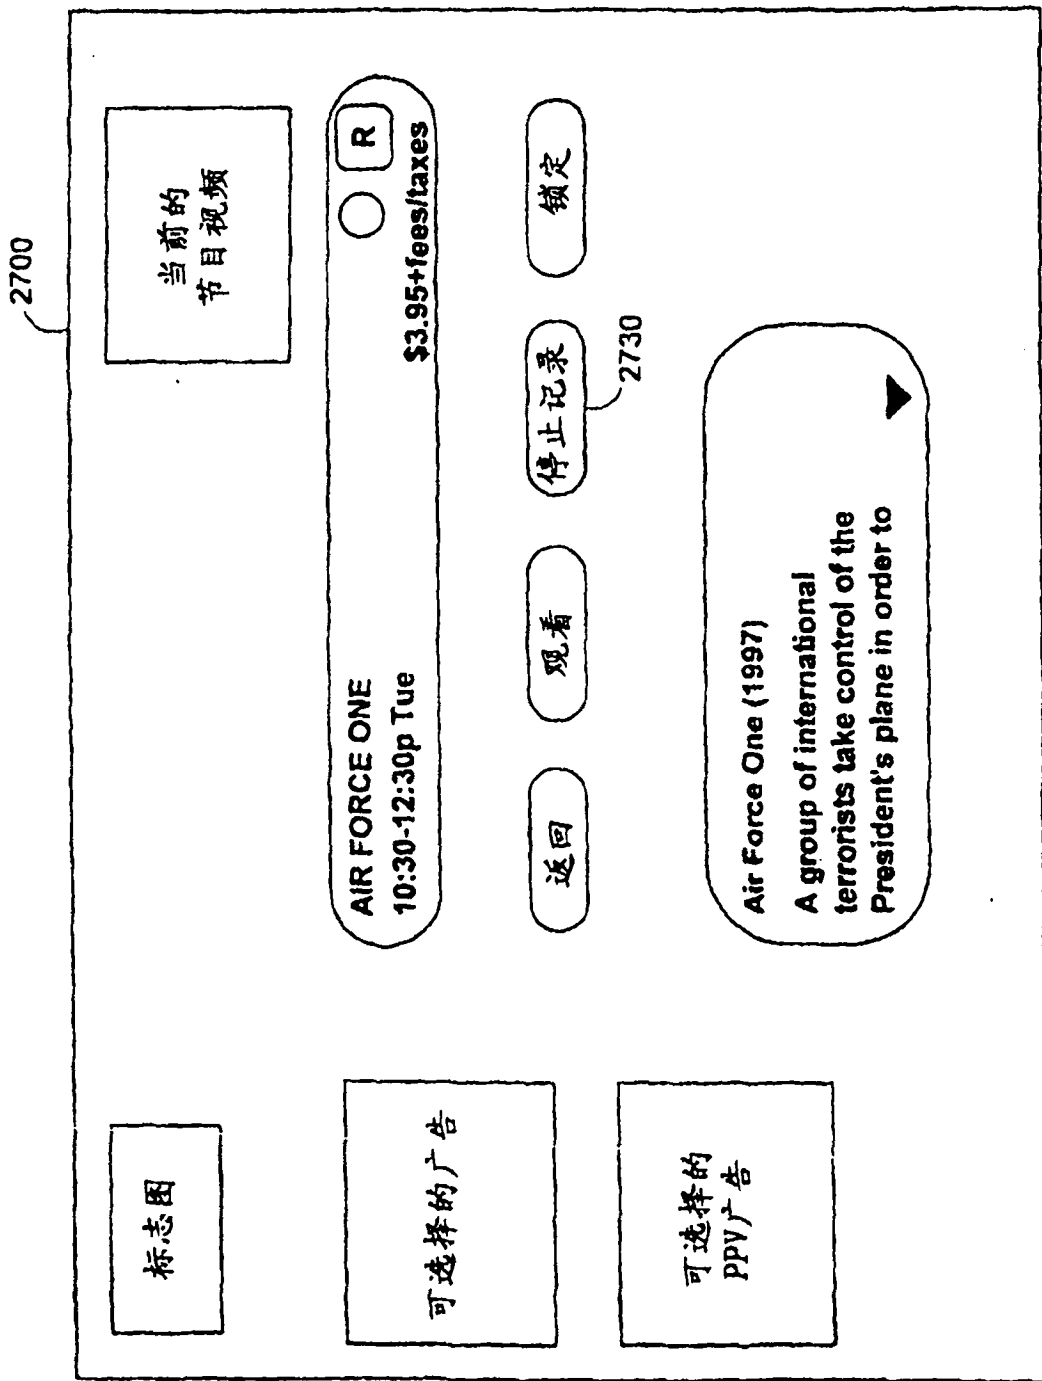 2700
标志图
当前的
节目视频
AIR FORCE ONE
R
10:30-12:30p Tue
$3.95+fees/taxes
可选择的广告
返回
观看
停止记录
锁定
2730
可选择的
PPV广告
Air Force One (1997)
A group of international
terrorists take control of the
President's plane in order to